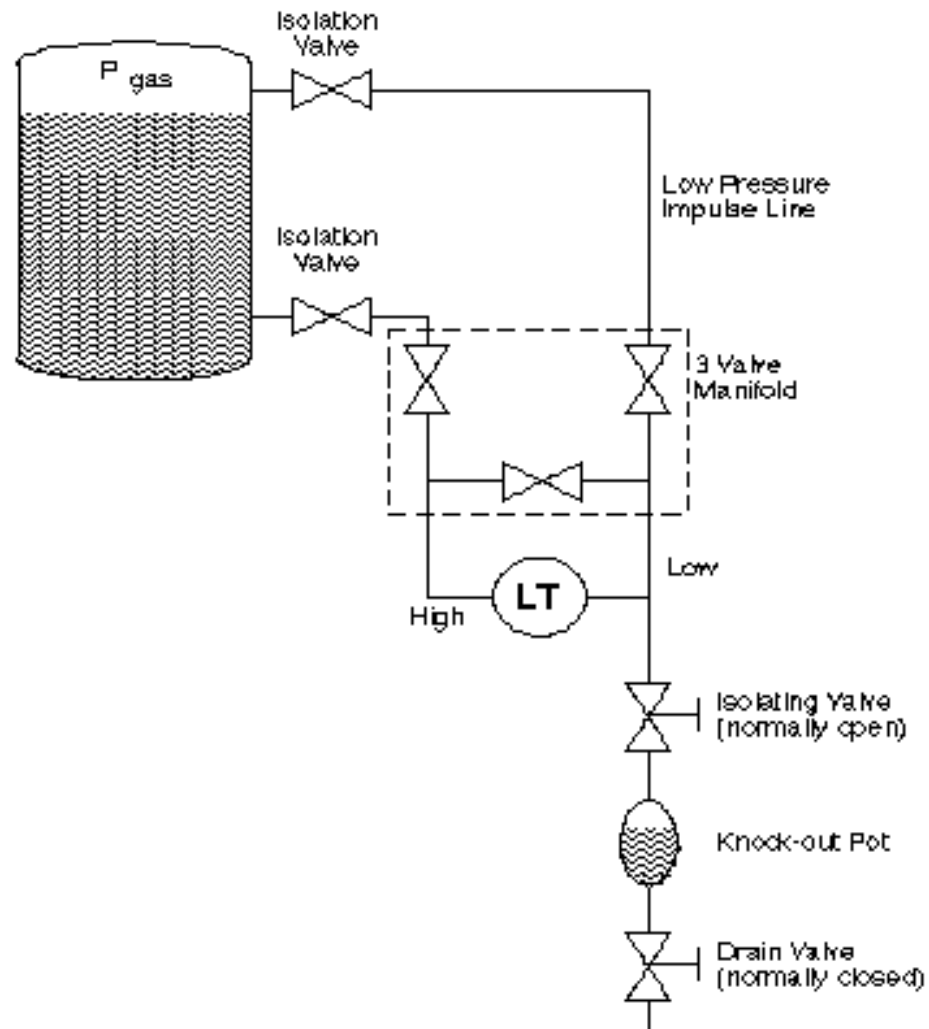 Isolation
Valve
P gas
Low Pressure
Impulse Line
Isolation
Valve
3 Valve
Manifold
Low
LT
High
Isolating Valve
(normally open)
Knock-out Pot
Drain Valve
(normally closed)